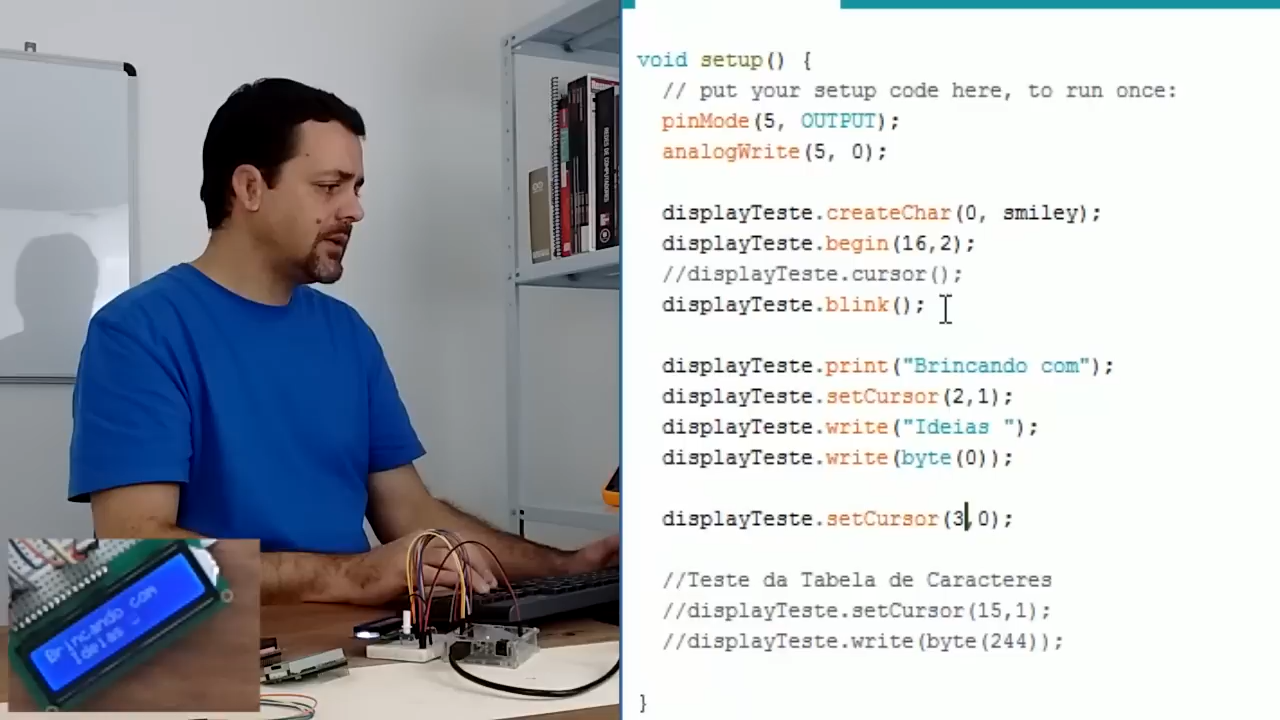 void setup() {
// put your setup code here, to run once:
pinMode(5, OUTPUT);
analogWrite(5, 0);
displayTeste.createChar(0, smiley);
displayTeste.begin(16,2);
//displayTeste.cursor();
displayTeste.blink();
displayTeste.print("Brincando com");
displayTeste.setCursor(2,1);
displayTeste.write("Ideias ");
displayTeste.write(byte(0));
displayTeste.setCursor(3,0);
//Teste da Tabela de Caracteres
//displayTeste.setCursor(15,1);
//displayTeste.write(byte(244));
}
REDES DE COMPUTADORES
Brincando com
Ideias